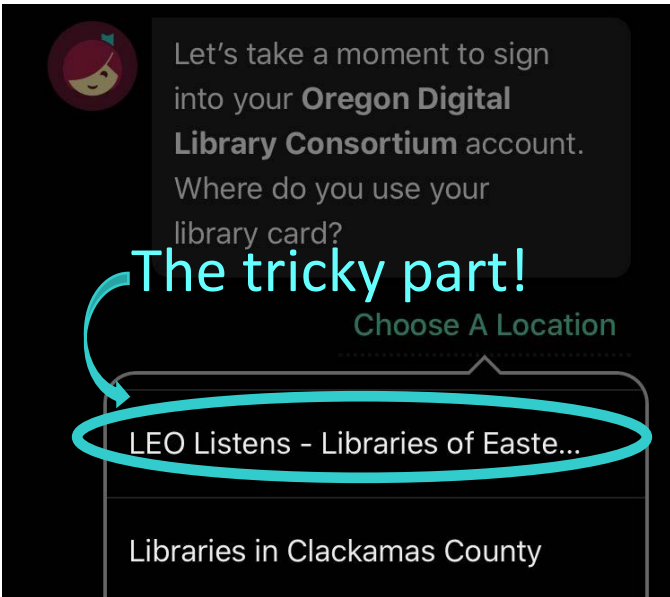 Let's take a moment to sign
into your Oregon Digital
Library Consortium account.
Where do you use your
library card?
The tricky part!
Choose A Location
LEO Listens - Libraries of Easte...
Libraries in Clackamas County